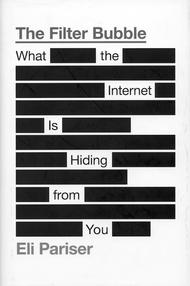 The Filter Bubble
What the
Internet
Is
Hiding
from
You
Eli Pariser